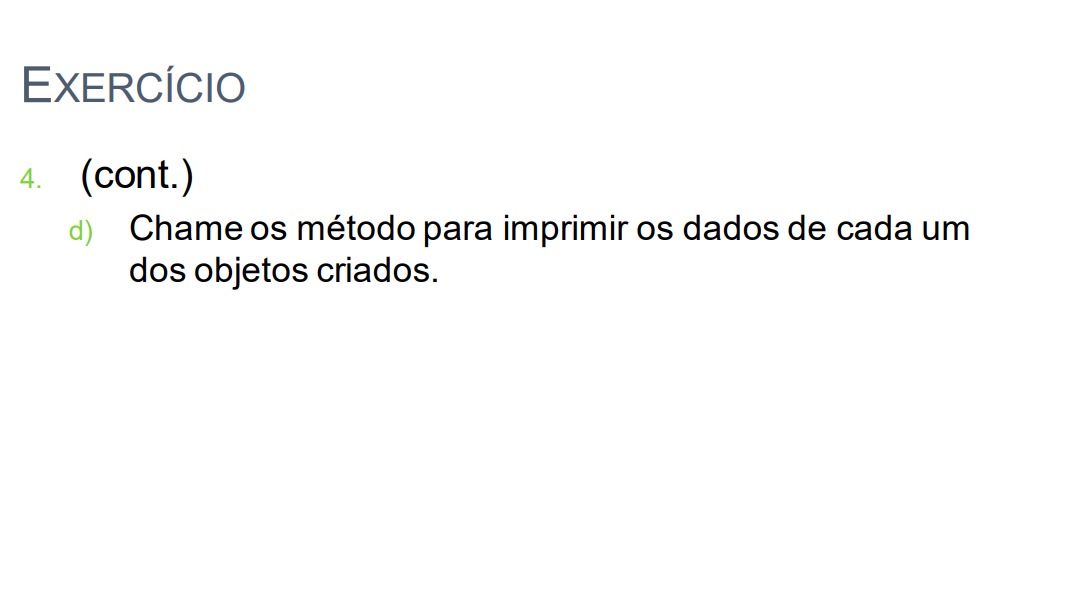 EXERCÍCIO
4. (cont.)
d) Chame os método para imprimir os dados de cada um
dos objetos criados.